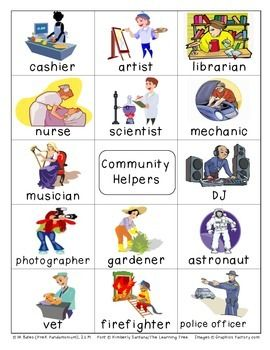 cashier
artist
librarian
nurse
scientist
mechanic
musician
Community
Helpers
DJ
photographer
gardener
astronaut
vet
firefighter
police officer